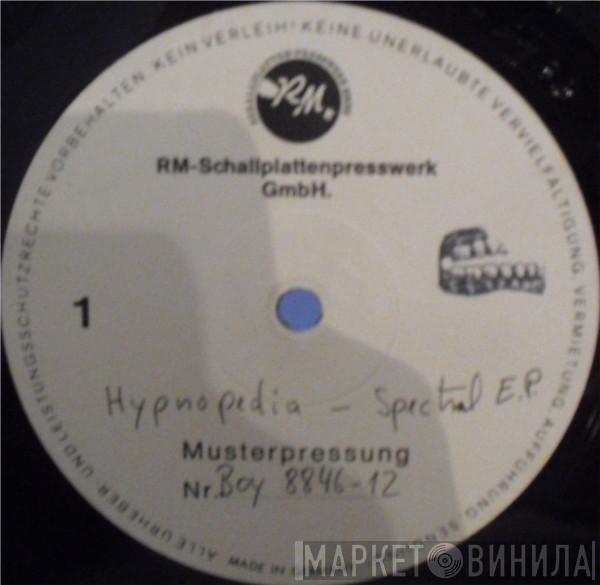 ALLE URHEBER- UND LEISTUNGSSCHUTZRECHTE VORBEHALTEN. KEIN VERLEIH! KEINE UNERLAUBTE VERVIELFÄLTIGUNG, VERMIETUNG, AUFFÜHRUNG,
RM.
RM-Schallplattenpresswerk
GmbH.
1
Hypnopedia – Spectral E.P.
Musterpressung
Nr. Boy 8846-12
MADE IN
МАРКЕТ ВИНИЛА